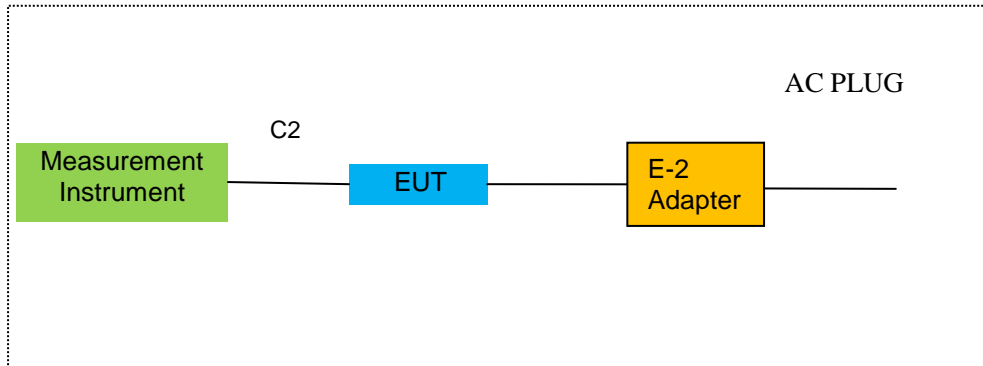 AC PLUG
C2
Measurement
Instrument
EUT
E-2
Adapter